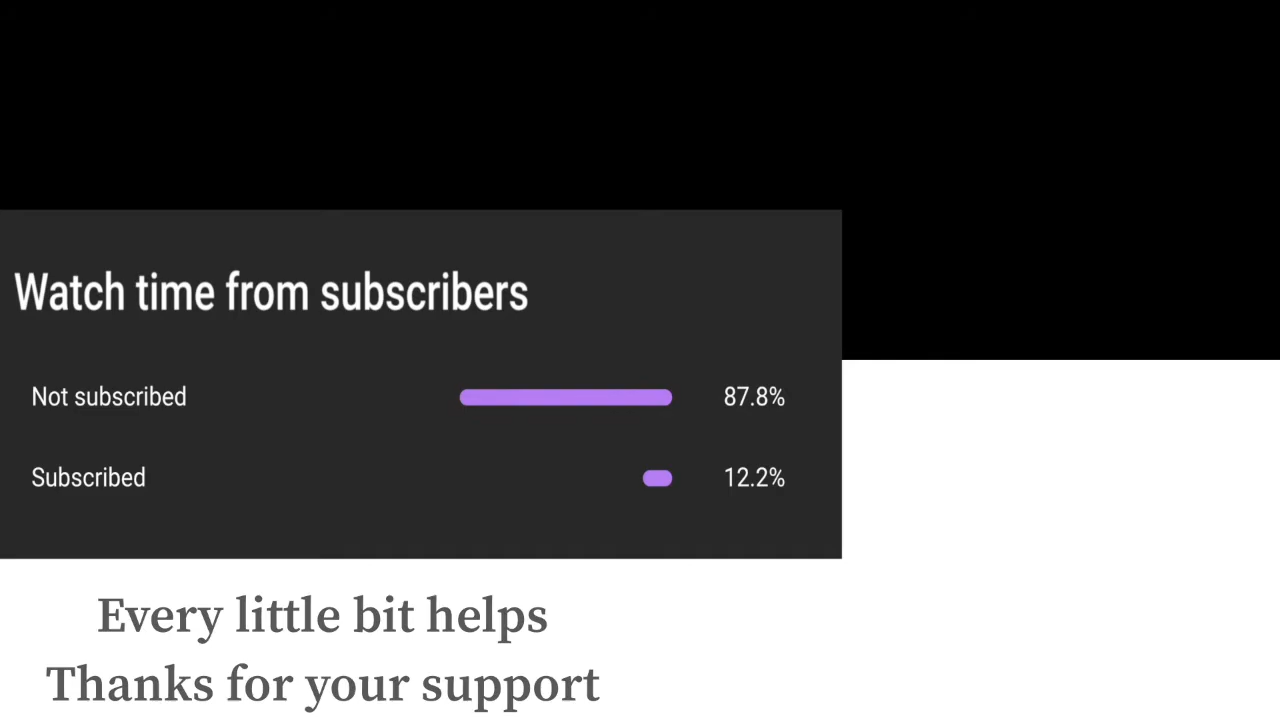 Watch time from subscribers
Not subscribed 87.8%
Subscribed 12.2%
Every little bit helps
Thanks for your support